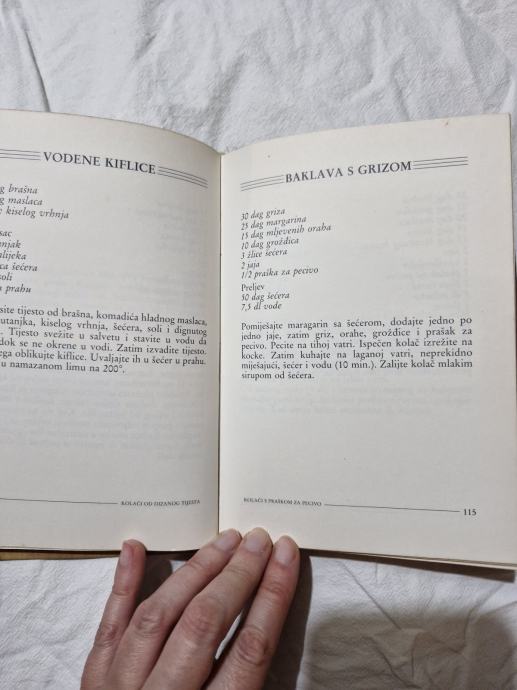 VODENE KIFLICE
g brašna
g maslaca
kiselog vrhnja
sac
njak
lijeka
ca šećera
soli
u prahu
site tijesto od brašna, komadića hladnog maslaca,
utanjka, kiselog vrhnja, šećera, soli i dignutog
Tijesto svežite u salvetu i stavite u vodu da
dok se ne okrene u vodi. Zatim izvadite tijesto.
ega oblikujte kiflice. Uvaljajte ih u šećer u prahu.
u namazanom limu na 200°.
KOLAČI OD DIZANOG TIJESTA
BAKLAVA S GRIZOM
30 dag griza
25 dag margarina
15 dag mljevenih oraha
10 dag grožđica
3 žlice šećera
2 jaja
1/2 praška za pecivo
Preljev
50 dag šećera
7,5 dl vode
Pomiješajte maragarin sa šećerom, dodajte jedno po
jedno jaje, zatim griz, orahe, grožđice i prašak za
pecivo. Pecite na tihoj vatri. Ispečen kolač izrežite na
kocke. Zatim kuhajte na laganoj vatri, neprekidno
miješajući, šećer i vodu (10 min.). Zalijte kolač mlakim
sirupom od šećera.
KOLAČI S PRAŠKOM ZA PECIVO
115